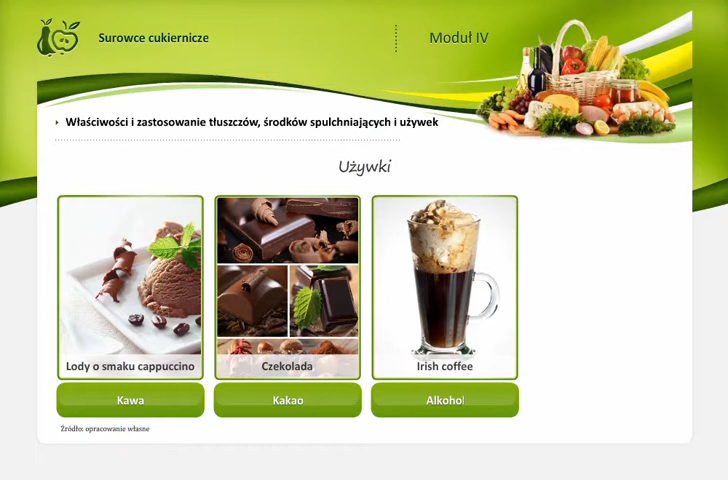 Surowce cukiernicze
Moduł IV
Właściwości i zastosowanie tłuszczów, środków spulchniających i używek
Używki
Lody o smaku cappuccino
Czekolada
Irish coffee
Kawa
Kakao
Alkohol
Źródło: opracowanie własne